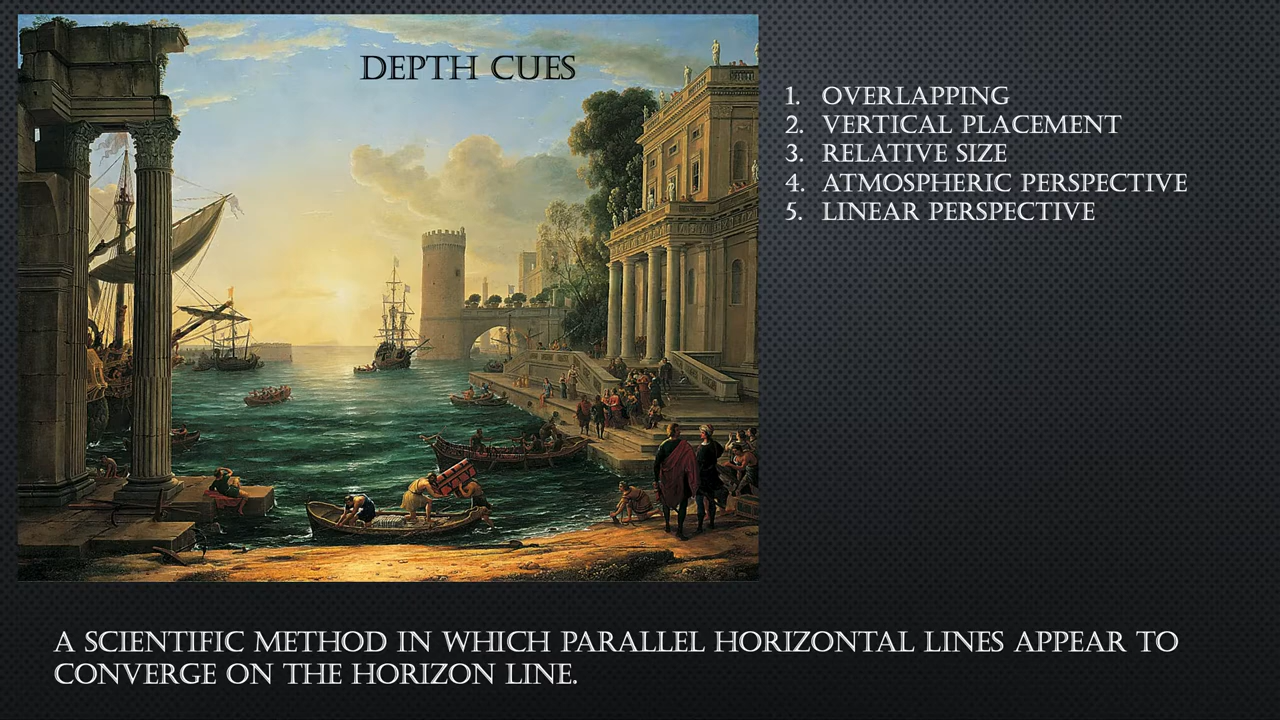 DEPTH CUES
1. OVERLAPPING
2. VERTICAL PLACEMENT
3. RELATIVE SIZE
4. ATMOSPHERIC PERSPECTIVE
5. LINEAR PERSPECTIVE
A SCIENTIFIC METHOD IN WHICH PARALLEL HORIZONTAL LINES APPEAR TO
CONVERGE ON THE HORIZON LINE.